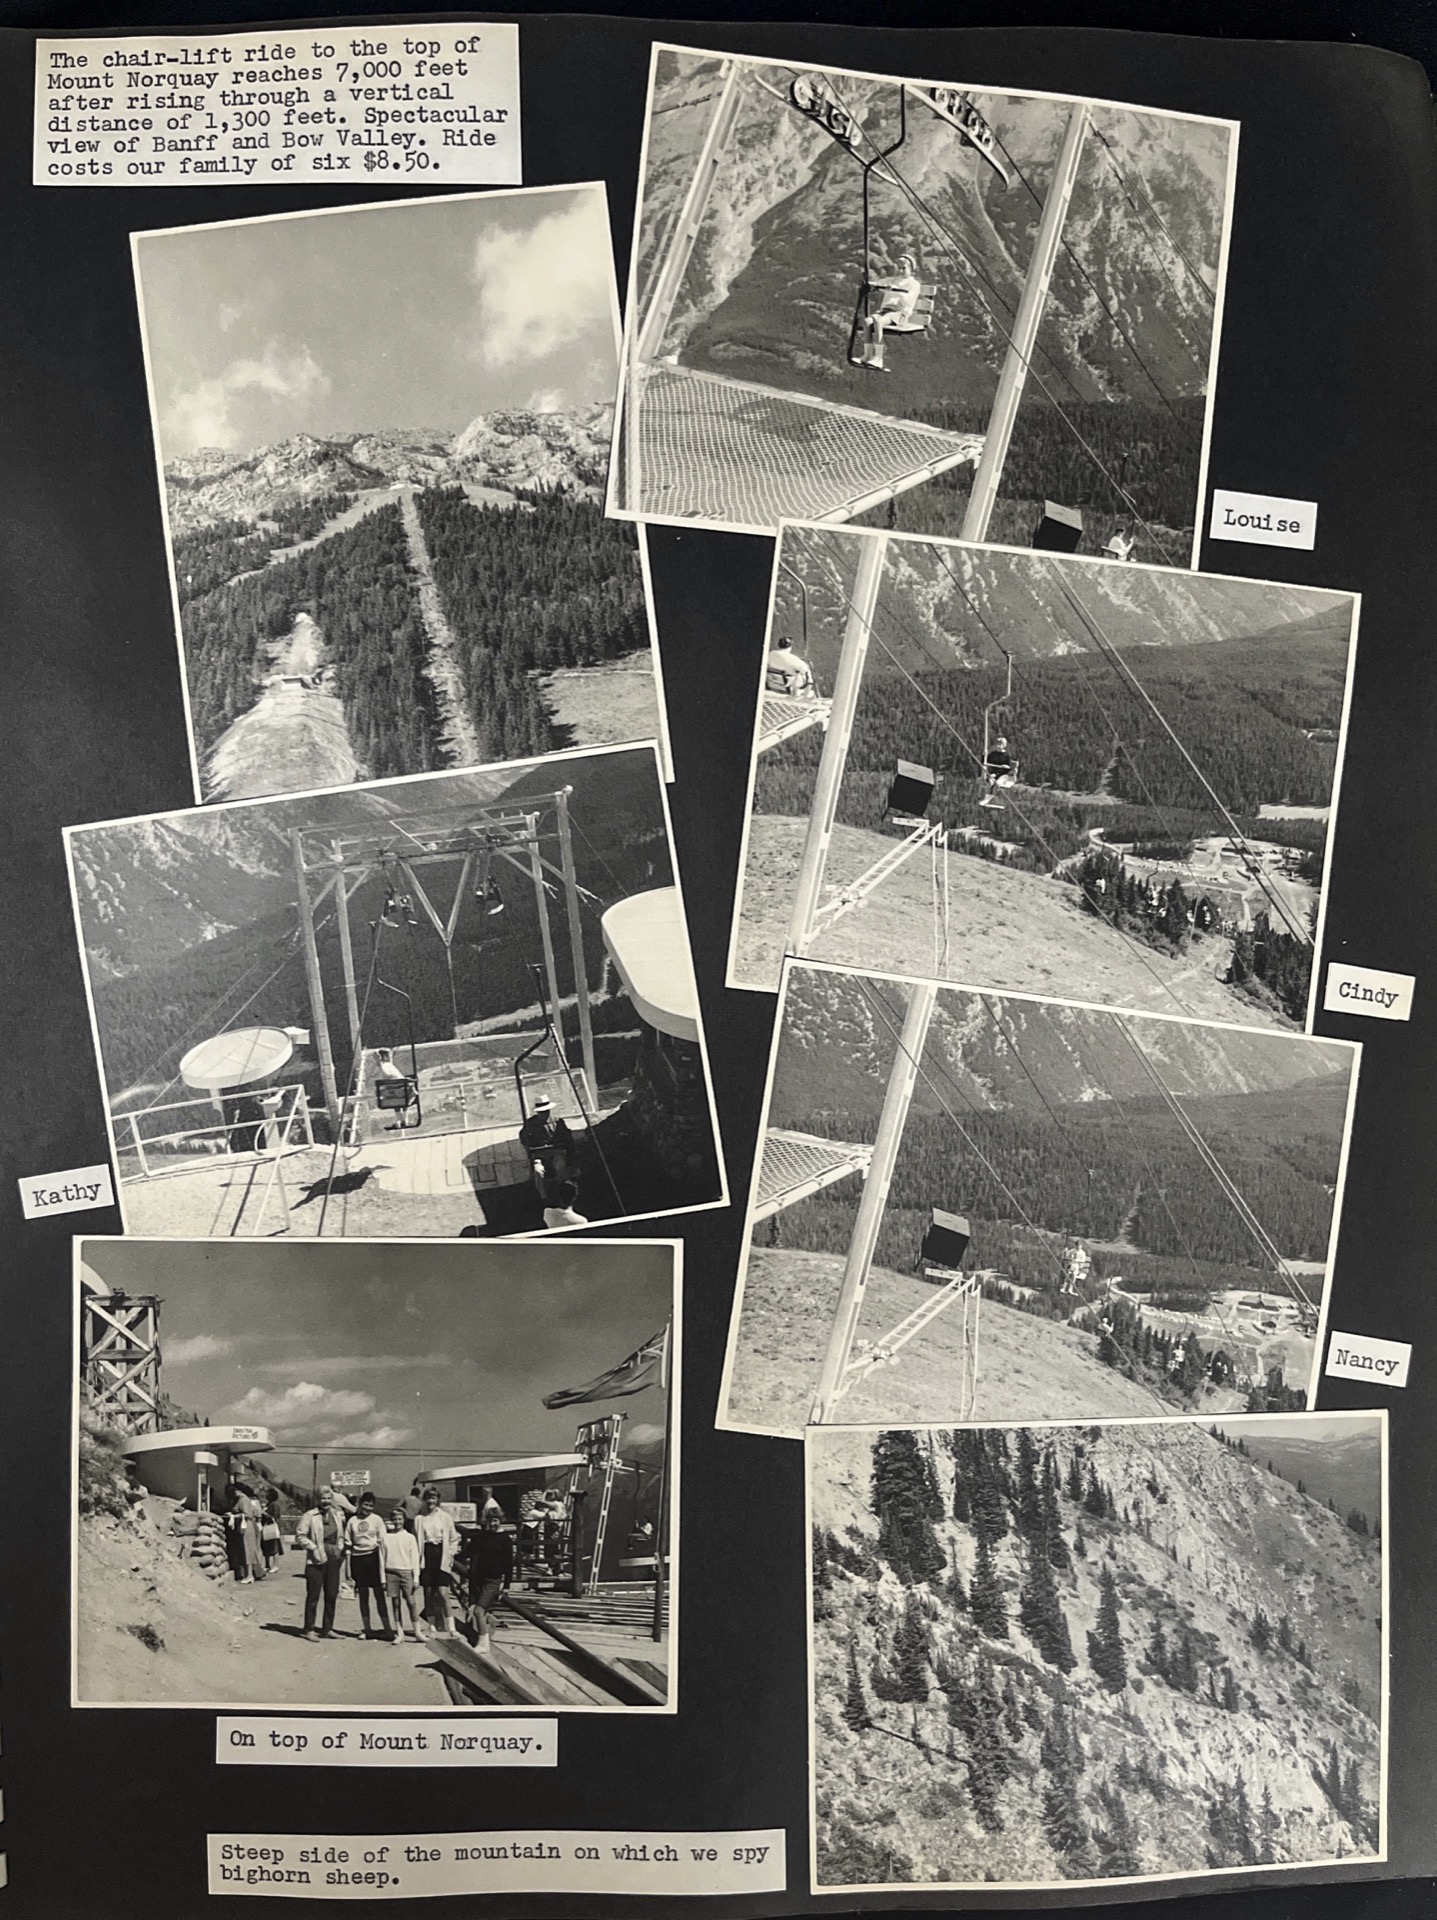 The chair-lift ride to the top of
Mount Norquay reaches 7,000 feet
after rising through a vertical
distance of 1,300 feet. Spectacular
view of Banff and Bow Valley. Ride
costs our family of six $8.50.
Louise
Cindy
Kathy
Nancy
On top of Mount Norquay.
Steep side of the mountain on which we spy
bighorn sheep.